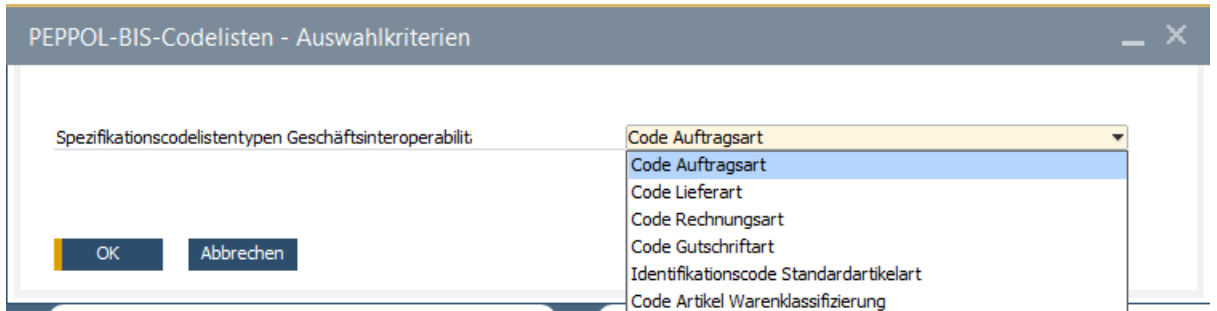 PEPPOL-BIS-Codelisten - Auswahlkriterien
Spezifikationscodelistentypen Geschäftsinteroperabilitä
Code Auftragsart
Code Auftragsart
Code Lieferart
Code Rechnungsart
Code Gutschriftart
OK
Abbrechen
Identifikationscode Standardartikelart
Code Artikel Warenklassifizierung